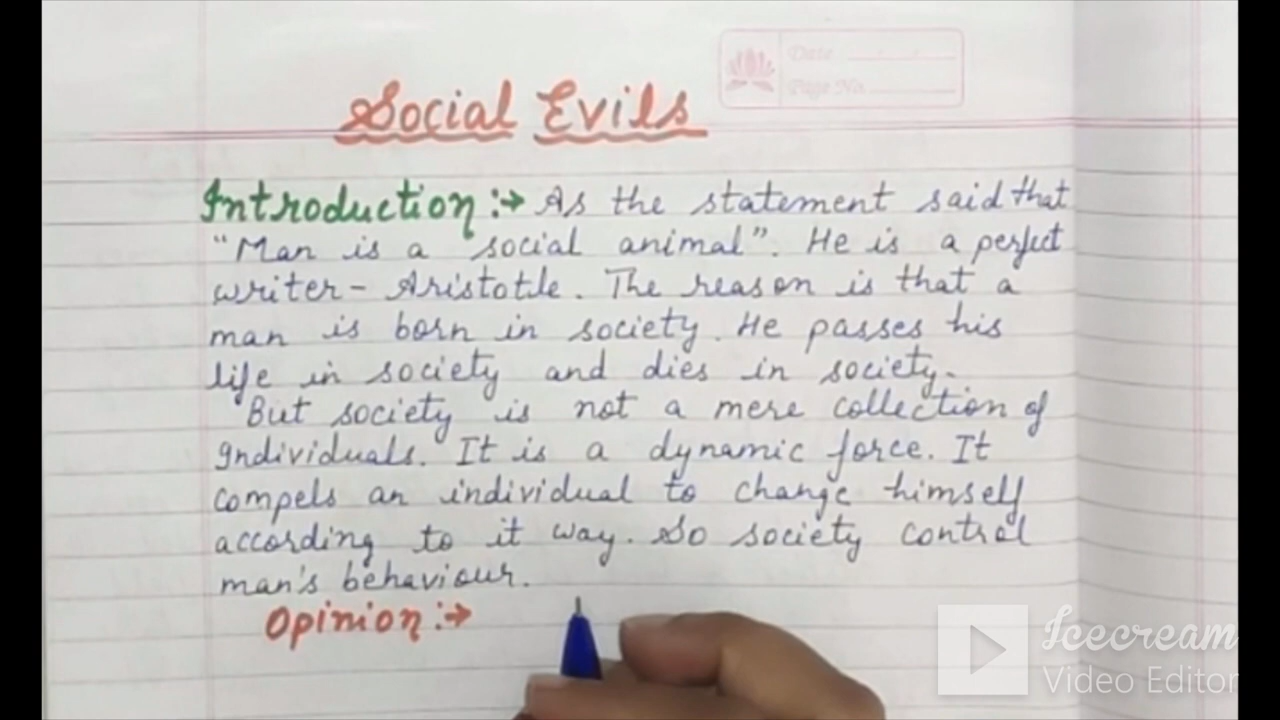 Date
Page No.
Social Evils
Introduction :→ As the statement said that
"Man is a social animal". He is a perfect
writer - Aristotle. The reason is that a
man is born in society. He passes his
life in society and dies in society.
But society is not a mere collection of
Individuals. It is a dynamic force. It
compels an individual to change himself
according to it way. So society control
man's behaviour.
Opinion :→
Icecream
Video Editor